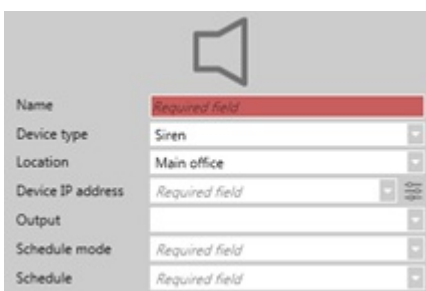 Name Required field
Device type Siren
Location Main office
Device IP address Required field
Output
Schedule mode Required field
Schedule Required field